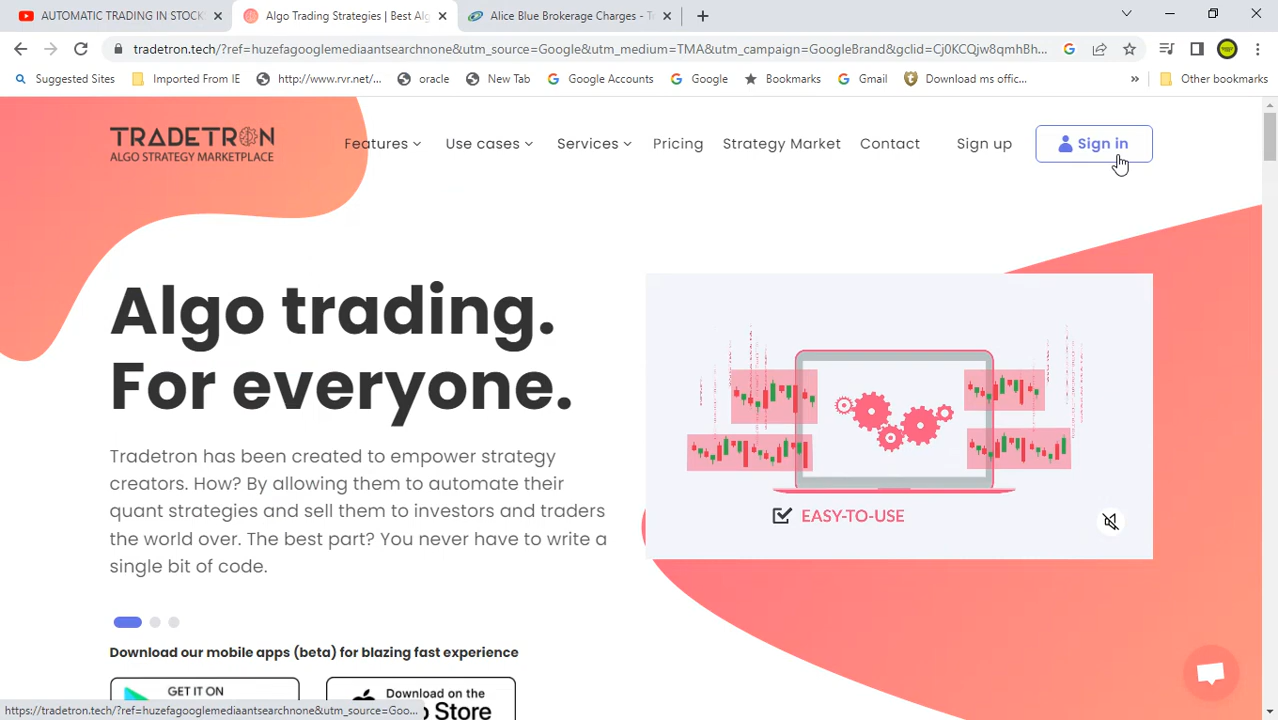 AUTOMATIC TRADING IN STOCK
Algo Trading Strategies | Best Alg
Alice Blue Brokerage Charges - Te
tradetron.tech/?ref=huzefagooglemediaantsearchnone&utm_source=Google&utm_medium=TMA&utm_campaign=GoogleBrand&gclid=Cj0KCQjw8qmhBh...
Suggested Sites
Imported From IE
http://www.rvr.net/...
oracle
New Tab
Google Accounts
Google
Bookmarks
Gmail
Download ms offic...
»
Other bookmarks
TRADETRON
ALGO STRATEGY MARKETPLACE
Features
Use cases
Services
Pricing
Strategy Market
Contact
Sign up
Sign in
Algo trading.
For everyone.
Tradetron has been created to empower strategy
creators. How? By allowing them to automate their
quant strategies and sell them to investors and traders
the world over. The best part? You never have to write a
single bit of code.
EASY-TO-USE
Download our mobile apps (beta) for blazing fast experience
GET IT ON
Download on the
Store
https://tradetron.tech/?ref=huzefagooglemediaantsearchnone&utm_source=Goo...